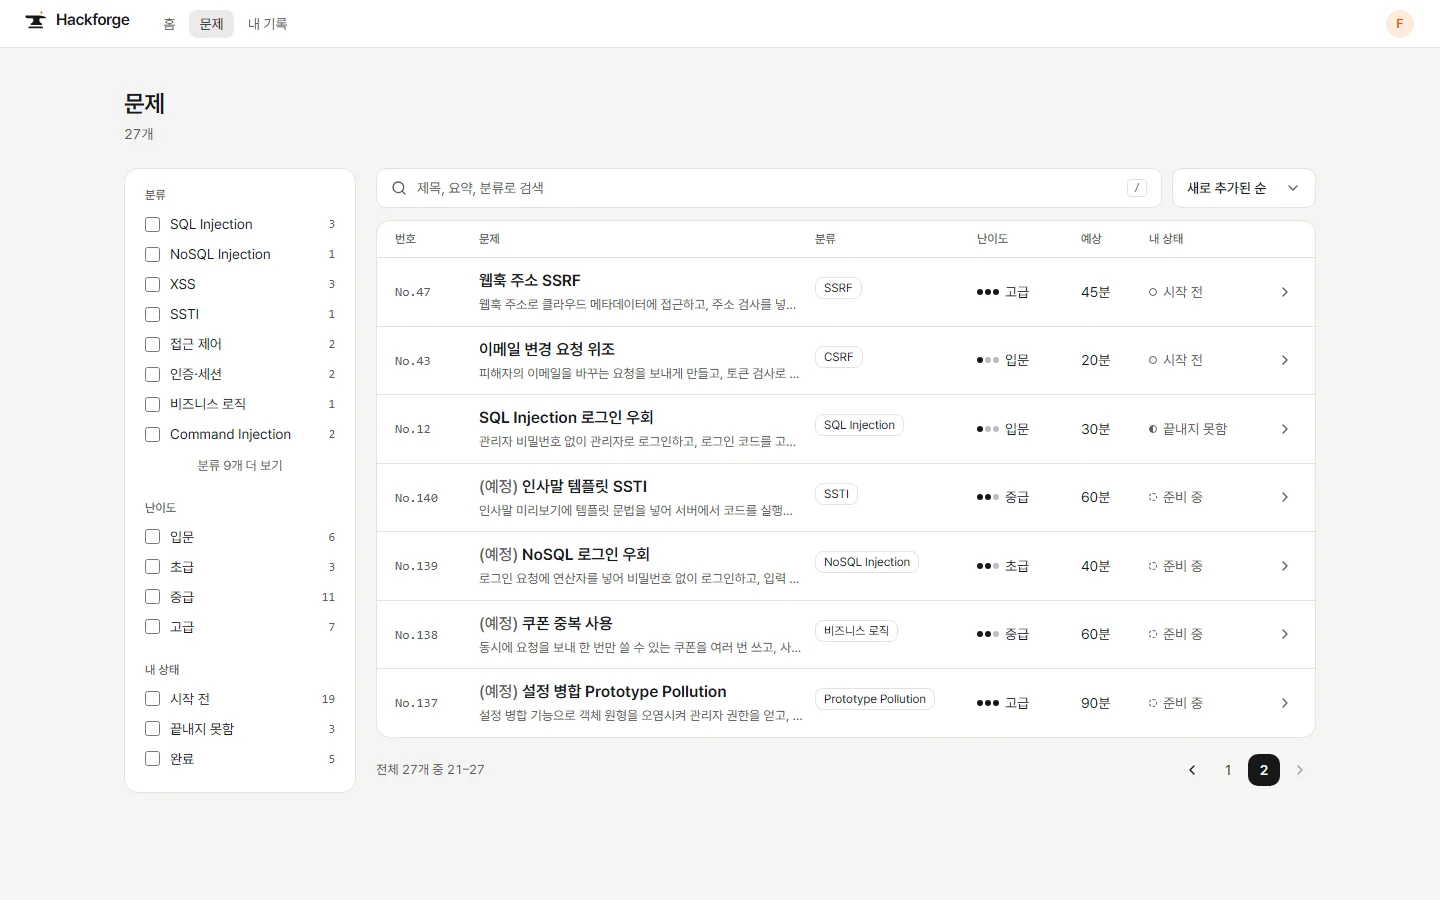 Hackforge 홈 문제 내 기록 F
문제
27개
분류
SQL Injection 3
NoSQL Injection 1
XSS 3
SSTI 1
접근 제어 2
인증·세션 2
비즈니스 로직 1
Command Injection 2
분류 9개 더 보기
난이도
입문 6
초급 3
중급 11
고급 7
내 상태
시작 전 19
끝내지 못함 3
완료 5
제목, 요약, 분류로 검색 /
새로 추가된 순
번호 문제 분류 난이도 예상 내 상태
No.47 웹훅 주소 SSRF SSRF 고급 45분 시작 전
웹훅 주소로 클라우드 메타데이터에 접근하고, 주소 검사를 넣...
No.43 이메일 변경 요청 위조 CSRF 입문 20분 시작 전
피해자의 이메일을 바꾸는 요청을 보내게 만들고, 토큰 검사로 ...
No.12 SQL Injection 로그인 우회 SQL Injection 입문 30분 끝내지 못함
관리자 비밀번호 없이 관리자로 로그인하고, 로그인 코드를 고...
No.140 (예정) 인사말 템플릿 SSTI SSTI 중급 60분 준비 중
인사말 미리보기에 템플릿 문법을 넣어 서버에서 코드를 실행...
No.139 (예정) NoSQL 로그인 우회 NoSQL Injection 초급 40분 준비 중
로그인 요청에 연산자를 넣어 비밀번호 없이 로그인하고, 입력 ...
No.138 (예정) 쿠폰 중복 사용 비즈니스 로직 중급 60분 준비 중
동시에 요청을 보내 한 번만 쓸 수 있는 쿠폰을 여러 번 쓰고, 사...
No.137 (예정) 설정 병합 Prototype Pollution Prototype Pollution 고급 90분 준비 중
설정 병합 기능으로 객체 원형을 오염시켜 관리자 권한을 얻고, ...
전체 27개 중 21–27
1 2